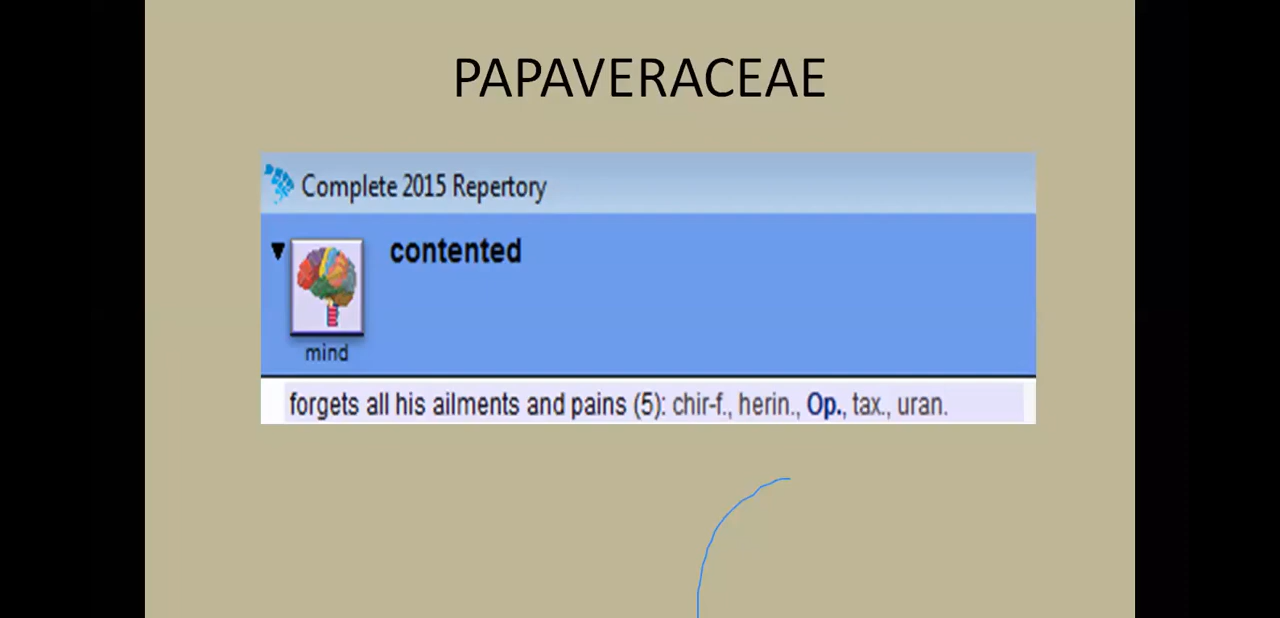 PAPAVERACEAE
Complete 2015 Repertory
contented
mind
forgets all his ailments and pains (5): chir-f., herin., Op., tax., uran.